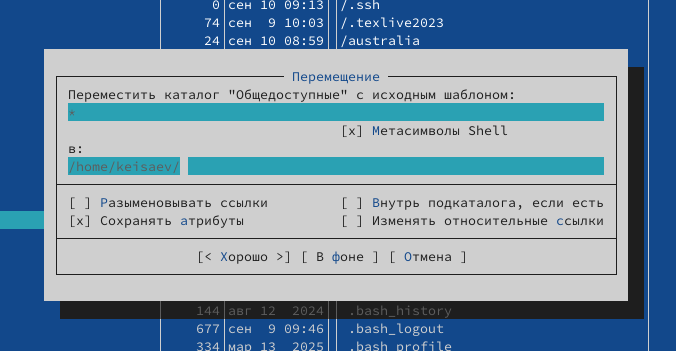 0 сен 10 09:13 /.ssh
74 сен 9 10:03 /.texlive2023
24 сен 10 08:59 /australia
Перемещение
Переместить каталог "Общедоступные" с исходным шаблоном:
*
[x] Метасимволы Shell
в:
/home/keisaev/
[ ] Разыменовывать ссылки [ ] Внутрь подкаталога, если есть
[x] Сохранять атрибуты [ ] Изменять относительные ссылки
[< Хорошо >] [ В фоне ] [ Отмена ]
144 авг 12 2024 .bash_history
677 сен 9 09:46 .bash_logout
334 мар 13 2025 .bash_profile